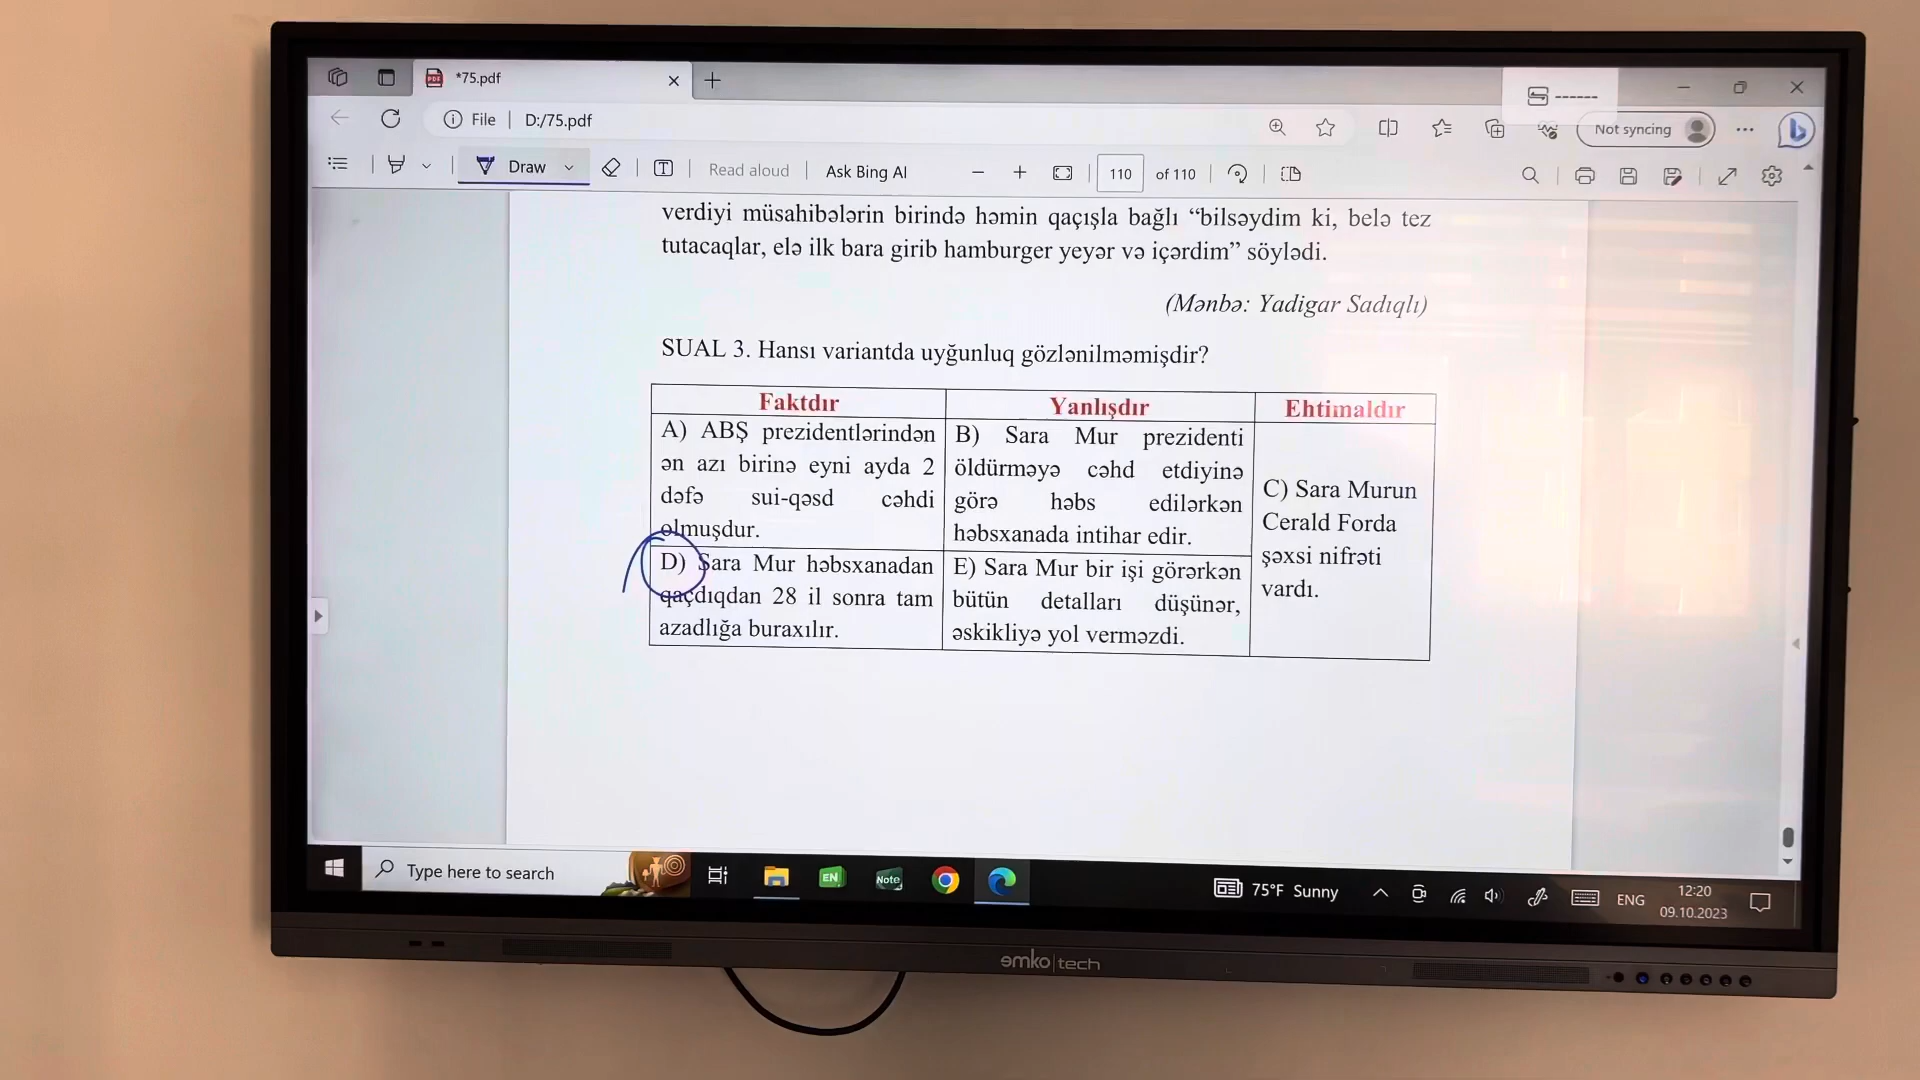 *75.pdf
------
File
D:/75.pdf
Not syncing
Draw
Read aloud
Ask Bing AI
110
of 110
verdiyi müsahibələrin birində həmin qaçışla bağlı “bilsəydim ki, belə tez
tutacaqlar, elə ilk bara girib hamburger yeyər və içərdim” söylədi.
(Mənbə: Yadigar Sadıqlı)
SUAL 3. Hansı variantda uyğunluq gözlənilməmişdir?
Faktdır
Yanlışdır
Ehtimaldır
A) ABŞ prezidentlərindən
ən azı birinə eyni ayda 2
dəfə sui-qəsd cəhdi
olmuşdur.
B) Sara Mur prezidenti
öldürməyə cəhd etdiyinə
görə həbs edilərkən
həbsxanada intihar edir.
C) Sara Murun
Cerald Forda
şəxsi nifrəti
vardı.
D) Sara Mur həbsxanadan
qaçdıqdan 28 il sonra tam
azadlığa buraxılır.
E) Sara Mur bir işi görərkən
bütün detalları düşünər,
əskikliyə yol verməzdi.
Type here to search
EN
Note
75°F Sunny
ENG
12:20
09.10.2023
əmko|tech